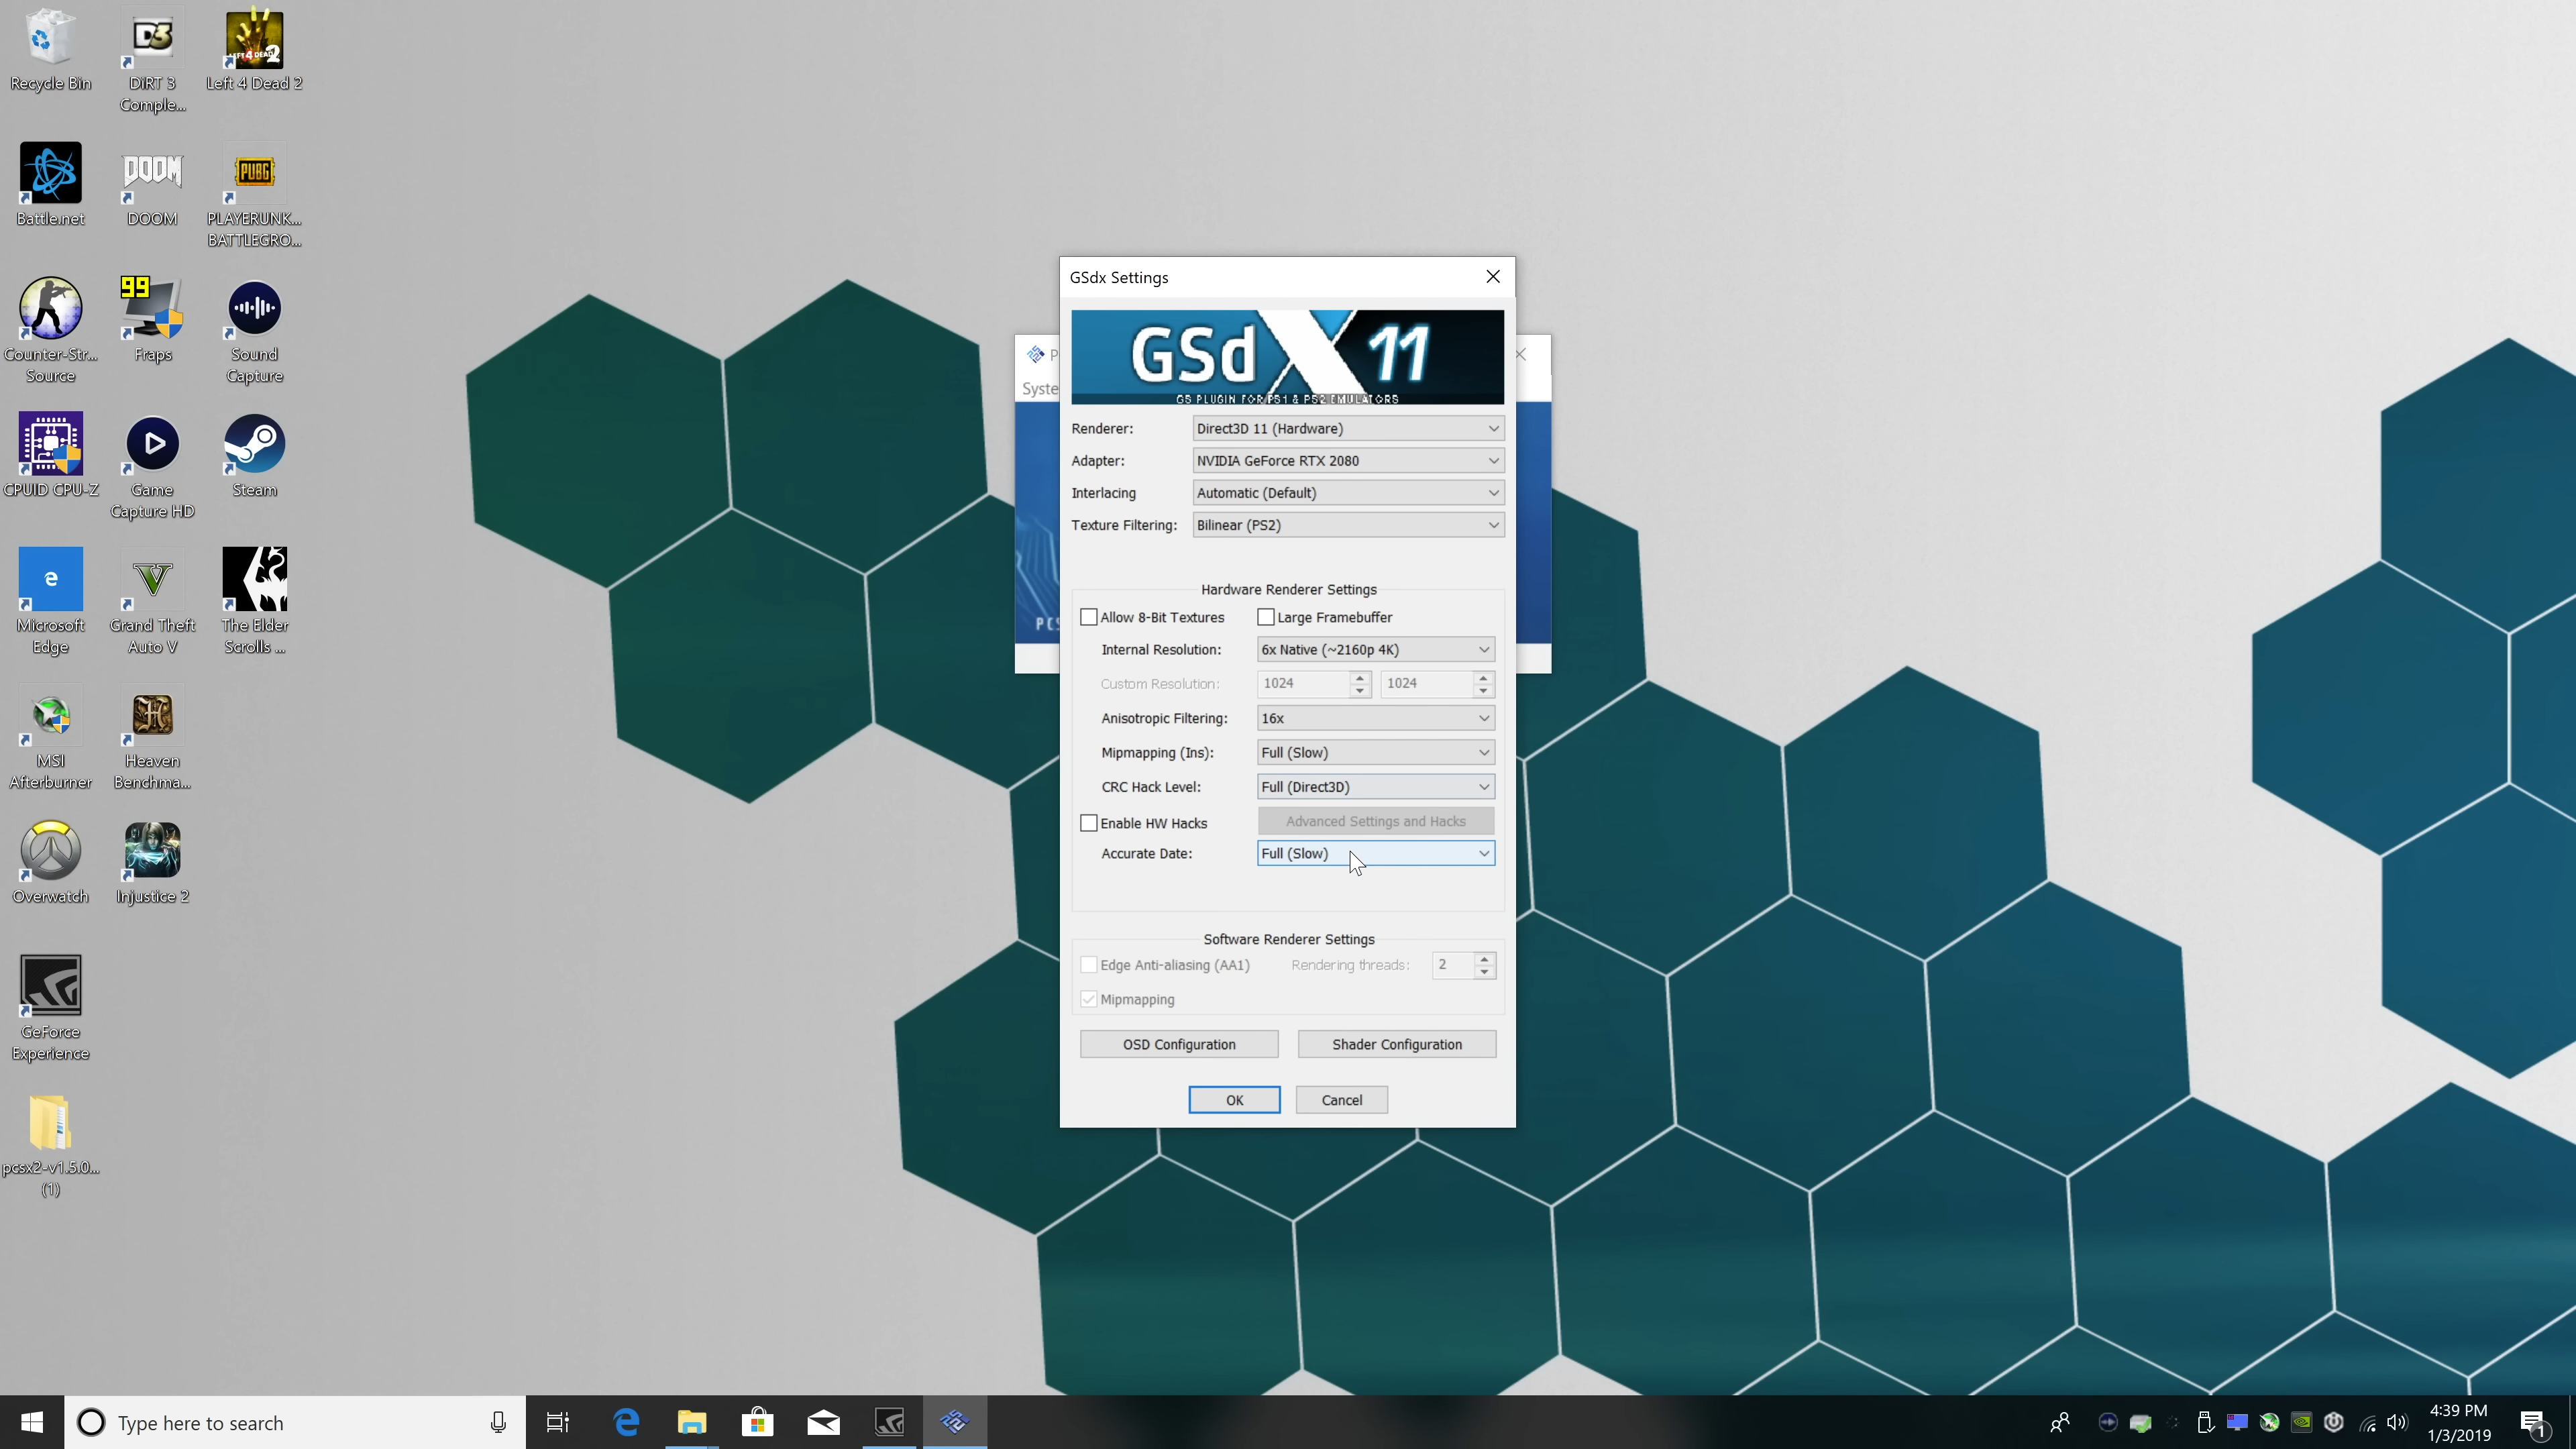 Recycle Bin
DiRT 3
Comple...
Left 4 Dead 2
Battle.net
DOOM
DOOM
PUBG
PLAYERUNK...
BATTLEGRO...
Counter-Str...
Source
99
Fraps
Sound
Capture
CPUID CPU-Z
Game
Capture HD
Steam
Microsoft
Edge
Grand Theft
Auto V
The Elder
Scrolls ...
MSI
Afterburner
Heaven
Benchma...
Overwatch
Injustice 2
GeForce
Experience
pcsx2-v1.5.0...
(1)
P
Syste
PCS
GSdx Settings
GSdX 11
GS PLUGIN FOR PS1 & PS2 EMULATORS
Renderer: Direct3D 11 (Hardware)
Adapter: NVIDIA GeForce RTX 2080
Interlacing Automatic (Default)
Texture Filtering: Bilinear (PS2)
Hardware Renderer Settings
Allow 8-Bit Textures Large Framebuffer
Internal Resolution: 6x Native (~2160p 4K)
Custom Resolution: 1024 1024
Anisotropic Filtering: 16x
Mipmapping (Ins): Full (Slow)
CRC Hack Level: Full (Direct3D)
Enable HW Hacks Advanced Settings and Hacks
Accurate Date: Full (Slow)
Software Renderer Settings
Edge Anti-aliasing (AA1) Rendering threads: 2
Mipmapping
OSD Configuration Shader Configuration
OK Cancel
Type here to search
4:39 PM
1/3/2019
1